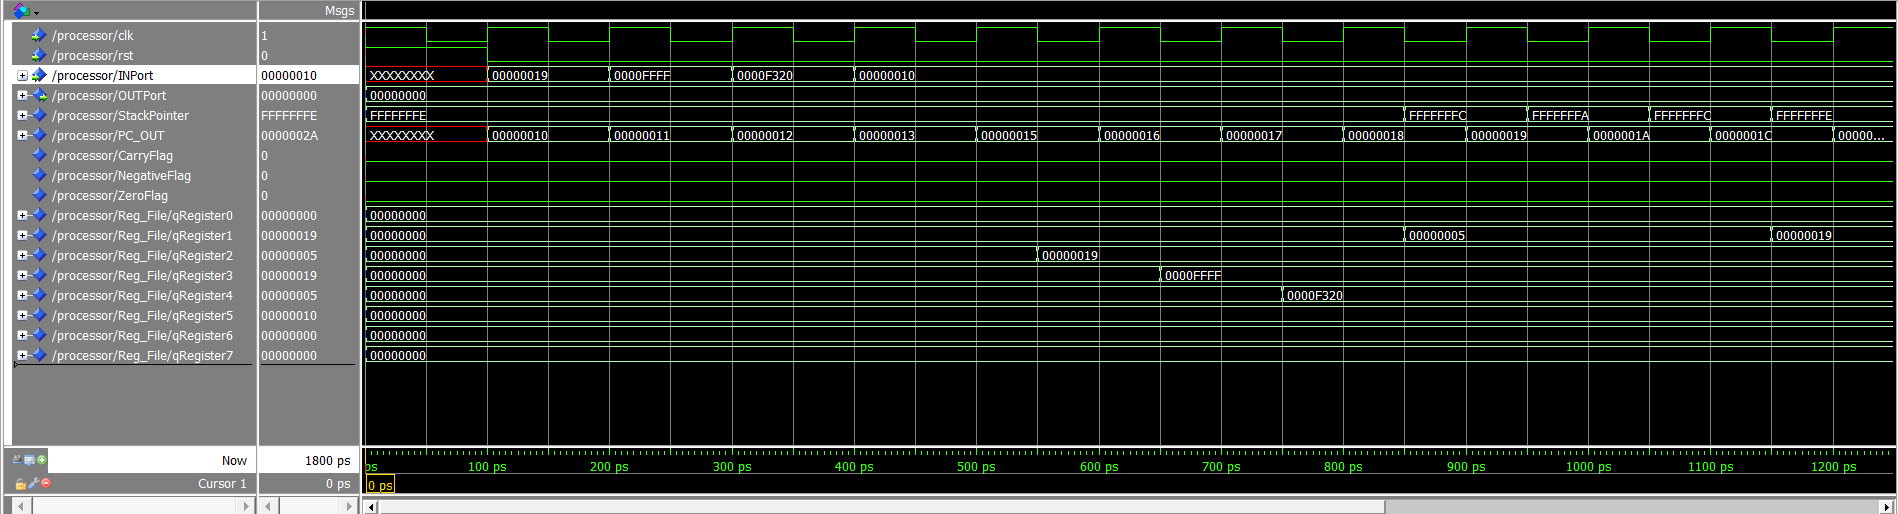 Msgs
/processor/clk 1
/processor/rst 0
/processor/INPort 00000010 XXXXXXXX 00000019 0000FFFF 0000F320 00000010
/processor/OUTPort 00000000 00000000
/processor/StackPointer FFFFFFFE FFFFFFFE FFFFFFFC FFFFFFFA FFFFFFFC FFFFFFFE
/processor/PC_OUT 0000002A XXXXXXXX 00000010 00000011 00000012 00000013 00000015 00000016 00000017 00000018 00000019 0000001A 0000001C 00000...
/processor/CarryFlag 0
/processor/NegativeFlag 0
/processor/ZeroFlag 0
/processor/Reg_File/qRegister0 00000000 00000000
/processor/Reg_File/qRegister1 00000019 00000000 00000005 00000019
/processor/Reg_File/qRegister2 00000005 00000000 00000019
/processor/Reg_File/qRegister3 00000019 00000000 0000FFFF
/processor/Reg_File/qRegister4 00000005 00000000 0000F320
/processor/Reg_File/qRegister5 00000010 00000000
/processor/Reg_File/qRegister6 00000000 00000000
/processor/Reg_File/qRegister7 00000000 00000000
Now 1800 ps ps 100 ps 200 ps 300 ps 400 ps 500 ps 600 ps 700 ps 800 ps 900 ps 1000 ps 1100 ps 1200 ps
Cursor 1 0 ps 0 ps